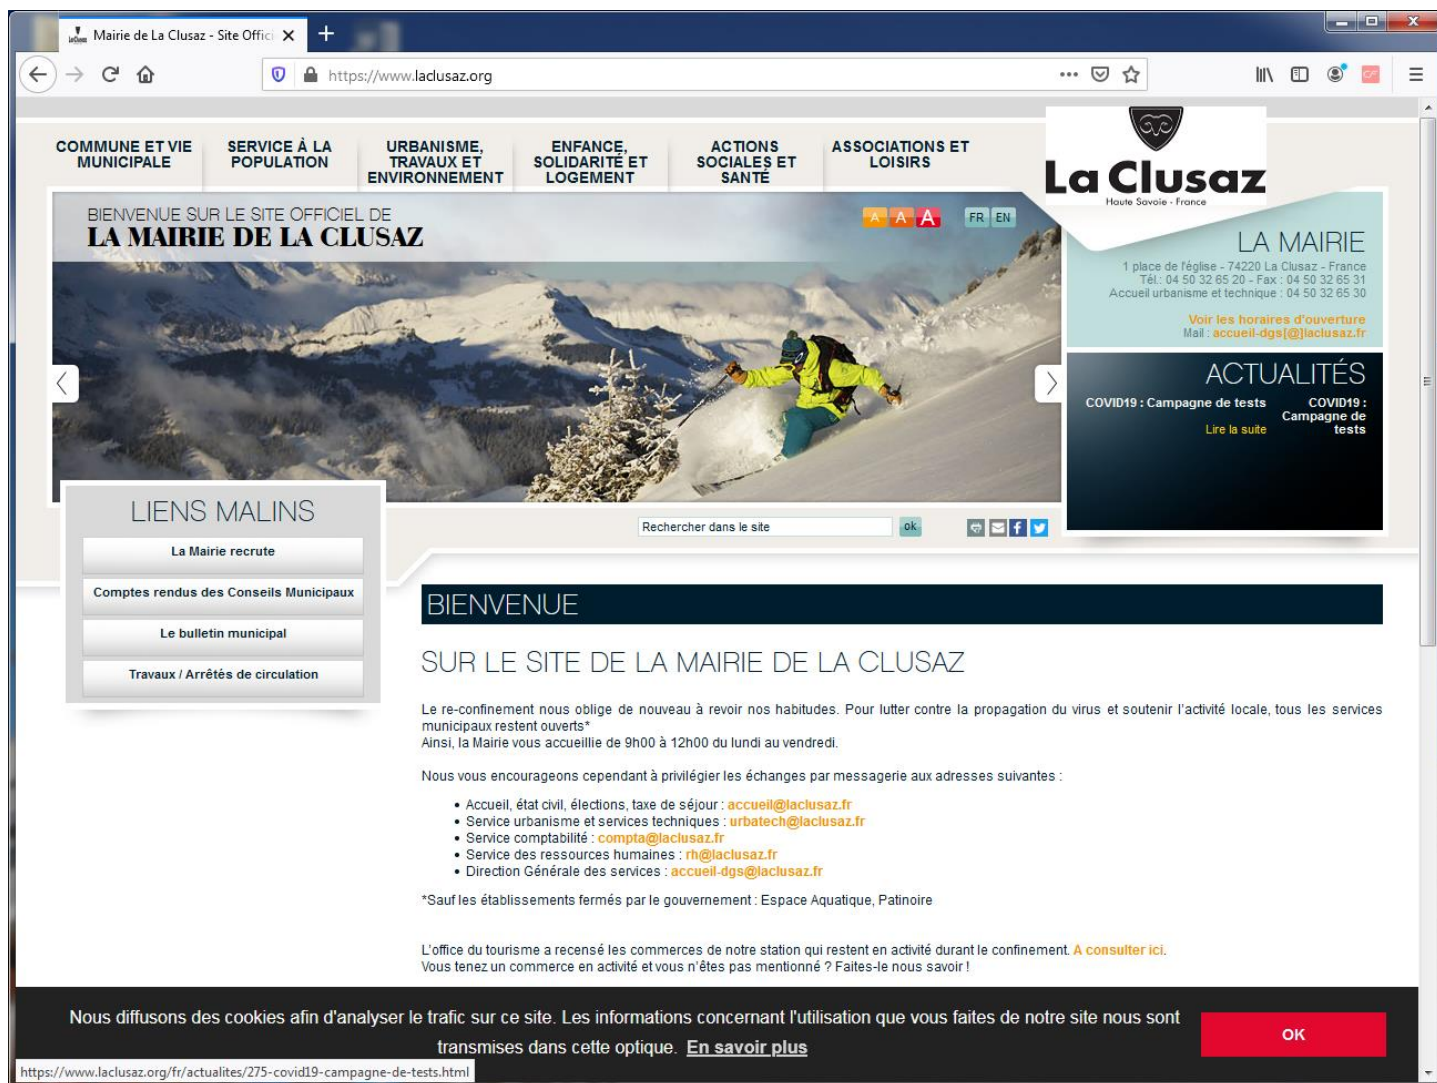 Mairie de La Clusaz - Site Offici
https://www.laclusaz.org
COMMUNE ET VIE
MUNICIPALE
SERVICE À LA
POPULATION
URBANISME,
TRAVAUX ET
ENVIRONNEMENT
ENFANCE,
SOLIDARITÉ ET
LOGEMENT
ACTIONS
SOCIALES ET
SANTÉ
ASSOCIATIONS ET
LOISIRS
La Clusaz
Haute Savoie - France
BIENVENUE SUR LE SITE OFFICIEL DE
LA MAIRIE DE LA CLUSAZ
A A A FR EN
LA MAIRIE
1 place de l'église - 74220 La Clusaz - France
Tél.: 04 50 32 65 20 - Fax : 04 50 32 65 31
Accueil urbanisme et technique : 04 50 32 65 30
Voir les horaires d'ouverture
Mail : accueil-dgs[@]laclusaz.fr
ACTUALITÉS
COVID19 : Campagne de tests
Lire la suite
COVID19 :
Campagne de
tests
Rechercher dans le site
ok
LIENS MALINS
La Mairie recrute
Comptes rendus des Conseils Municipaux
Le bulletin municipal
Travaux / Arrêtés de circulation
BIENVENUE
SUR LE SITE DE LA MAIRIE DE LA CLUSAZ
Le re-confinement nous oblige de nouveau à revoir nos habitudes. Pour lutter contre la propagation du virus et soutenir l'activité locale, tous les services
municipaux restent ouverts*
Ainsi, la Mairie vous accueillie de 9h00 à 12h00 du lundi au vendredi.
Nous vous encourageons cependant à privilégier les échanges par messagerie aux adresses suivantes :
• Accueil, état civil, élections, taxe de séjour : accueil@laclusaz.fr
• Service urbanisme et services techniques : urbatech@laclusaz.fr
• Service comptabilité : compta@laclusaz.fr
• Service des ressources humaines : rh@laclusaz.fr
• Direction Générale des services : accueil-dgs@laclusaz.fr
*Sauf les établissements fermés par le gouvernement : Espace Aquatique, Patinoire
L'office du tourisme a recensé les commerces de notre station qui restent en activité durant le confinement. A consulter ici.
Vous tenez un commerce en activité et vous n'êtes pas mentionné ? Faites-le nous savoir !
Nous diffusons des cookies afin d'analyser le trafic sur ce site. Les informations concernant l'utilisation que vous faites de notre site nous sont
transmises dans cette optique. En savoir plus
OK
https://www.laclusaz.org/fr/actualites/275-covid19-campagne-de-tests.html